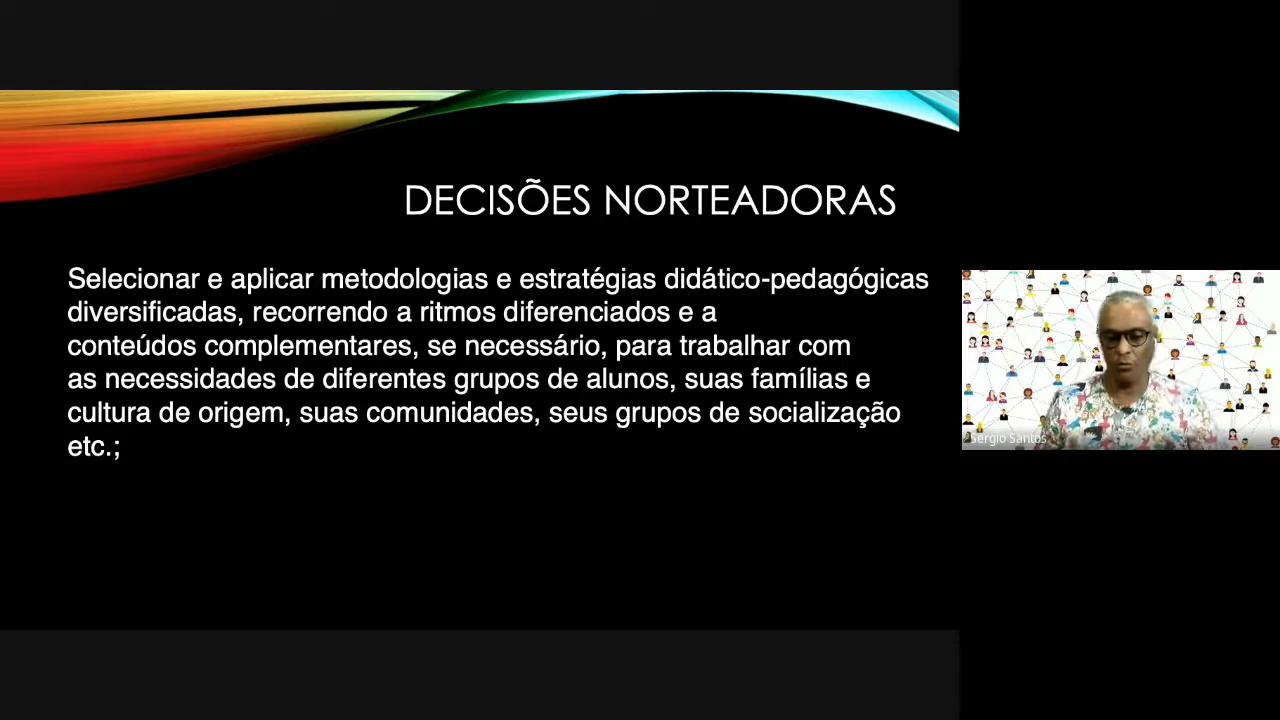 DECISÕES NORTEADORAS
Selecionar e aplicar metodologias e estratégias didático-pedagógicas
diversificadas, recorrendo a ritmos diferenciados e a
conteúdos complementares, se necessário, para trabalhar com
as necessidades de diferentes grupos de alunos, suas famílias e
cultura de origem, suas comunidades, seus grupos de socialização
etc.;
Sergio Santos